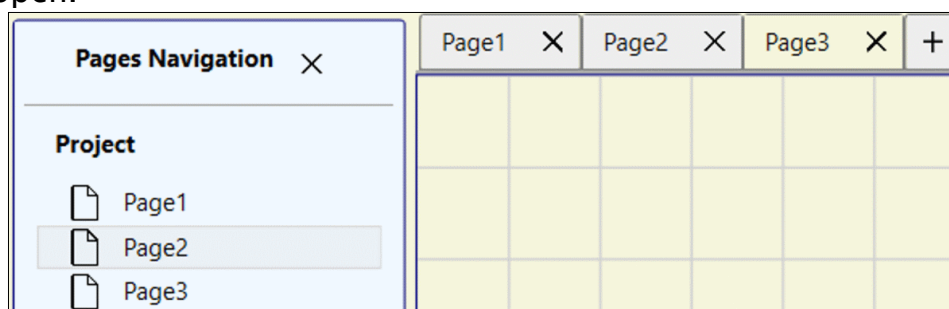 open.
Pages Navigation
Page1 Page2 Page3 +
Project
Page1
Page2
Page3